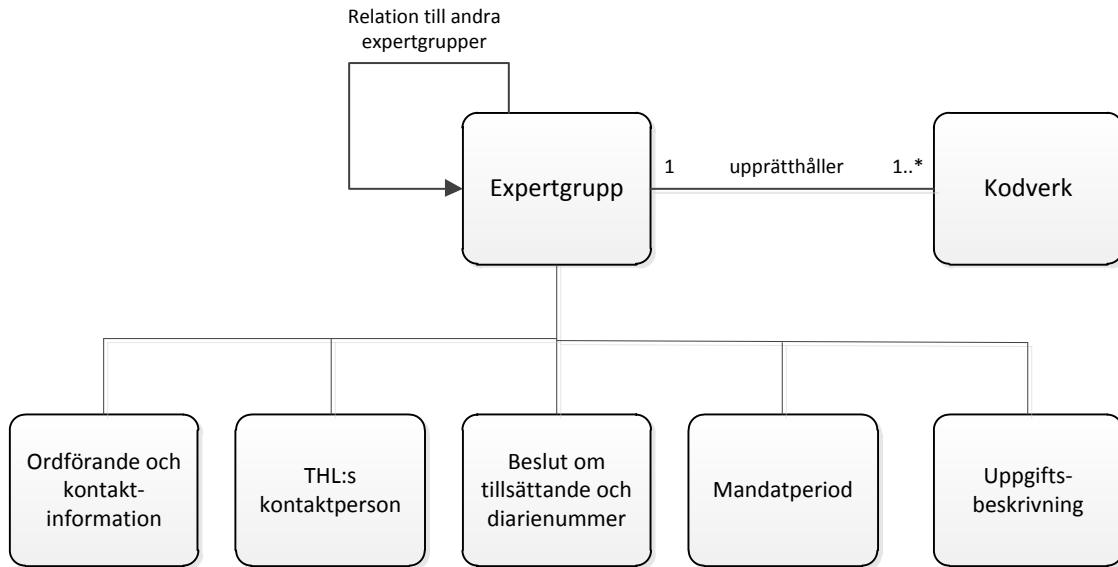 Relation till andra
expertgrupper
Expertgrupp
1 upprätthåller 1..*
Kodverk
Ordförande och
kontakt-
information
THL:s
kontaktperson
Beslut om
tillsättande och
diarienummer
Mandatperiod
Uppgifts-
beskrivning